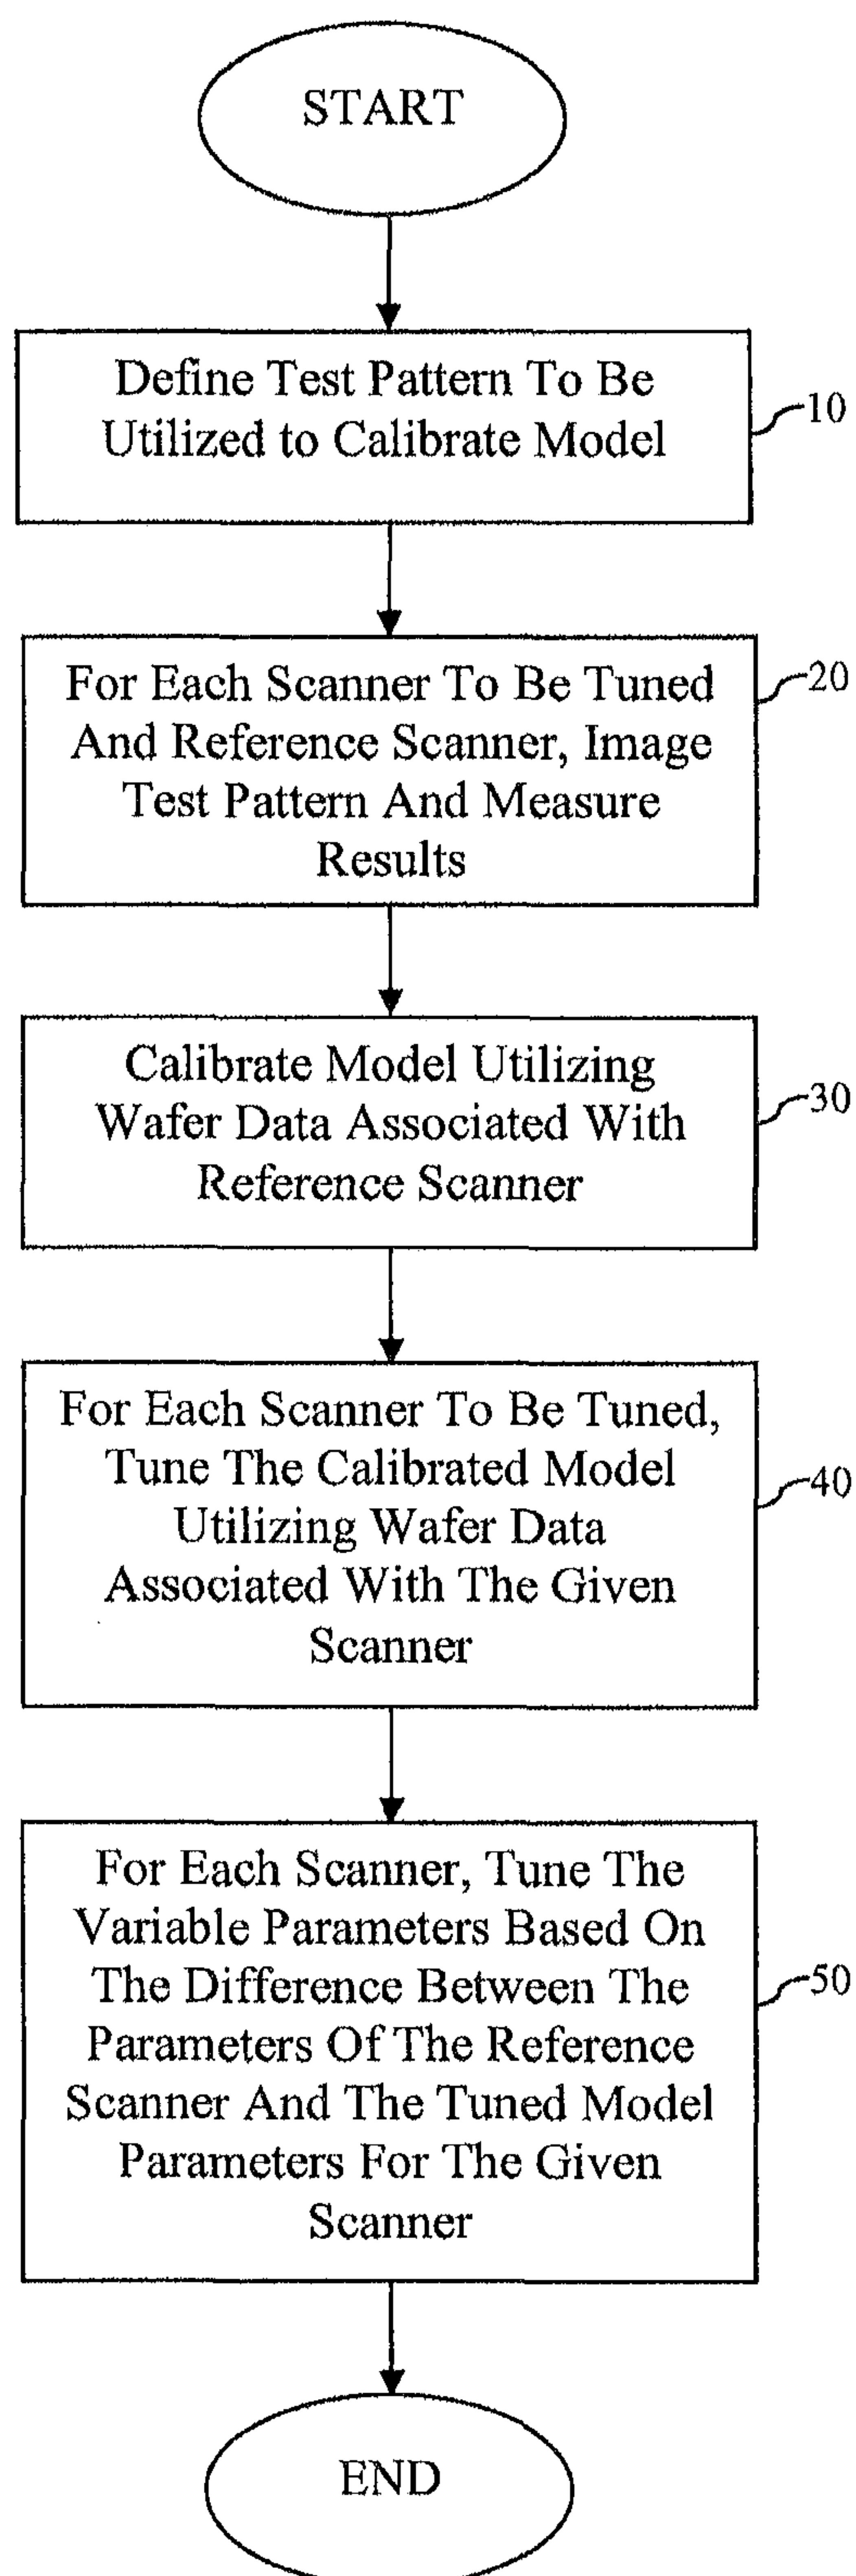 START
Define Test Pattern To Be
Utilized to Calibrate Model
10
For Each Scanner To Be Tuned
And Reference Scanner, Image
Test Pattern And Measure
Results
20
Calibrate Model Utilizing
Wafer Data Associated With
Reference Scanner
30
For Each Scanner To Be Tuned,
Tune The Calibrated Model
Utilizing Wafer Data
Associated With The Given
Scanner
40
For Each Scanner, Tune The
Variable Parameters Based On
The Difference Between The
Parameters Of The Reference
Scanner And The Tuned Model
Parameters For The Given
Scanner
50
END